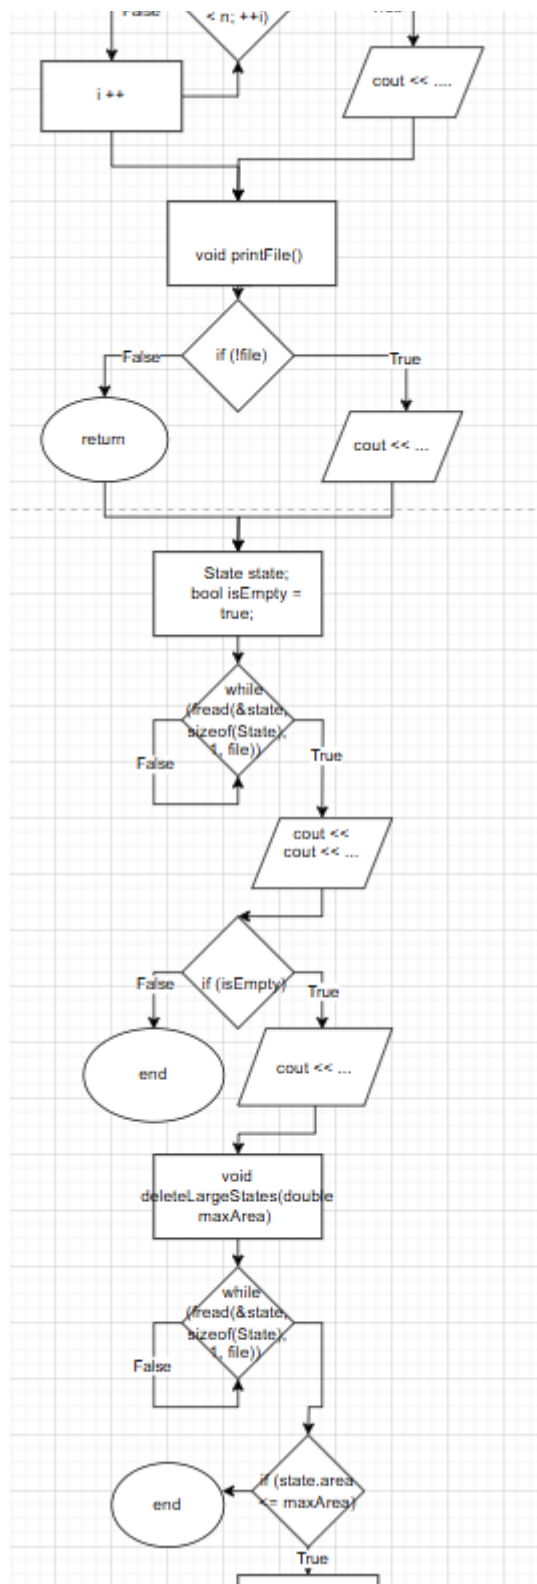 False
< n; ++i)
True
i ++
cout << ....
void printFile()
if (!file)
False
True
return
cout << ...
State state;
bool isEmpty =
true;
while
(fread(&state,
sizeof(State),
1, file))
False
True
cout <<
cout << ...
if (isEmpty)
False
True
end
cout << ...
void
deleteLargeStates(double
maxArea)
while
(fread(&state,
sizeof(State),
1, file))
False
if (state.area
<= maxArea)
end
True